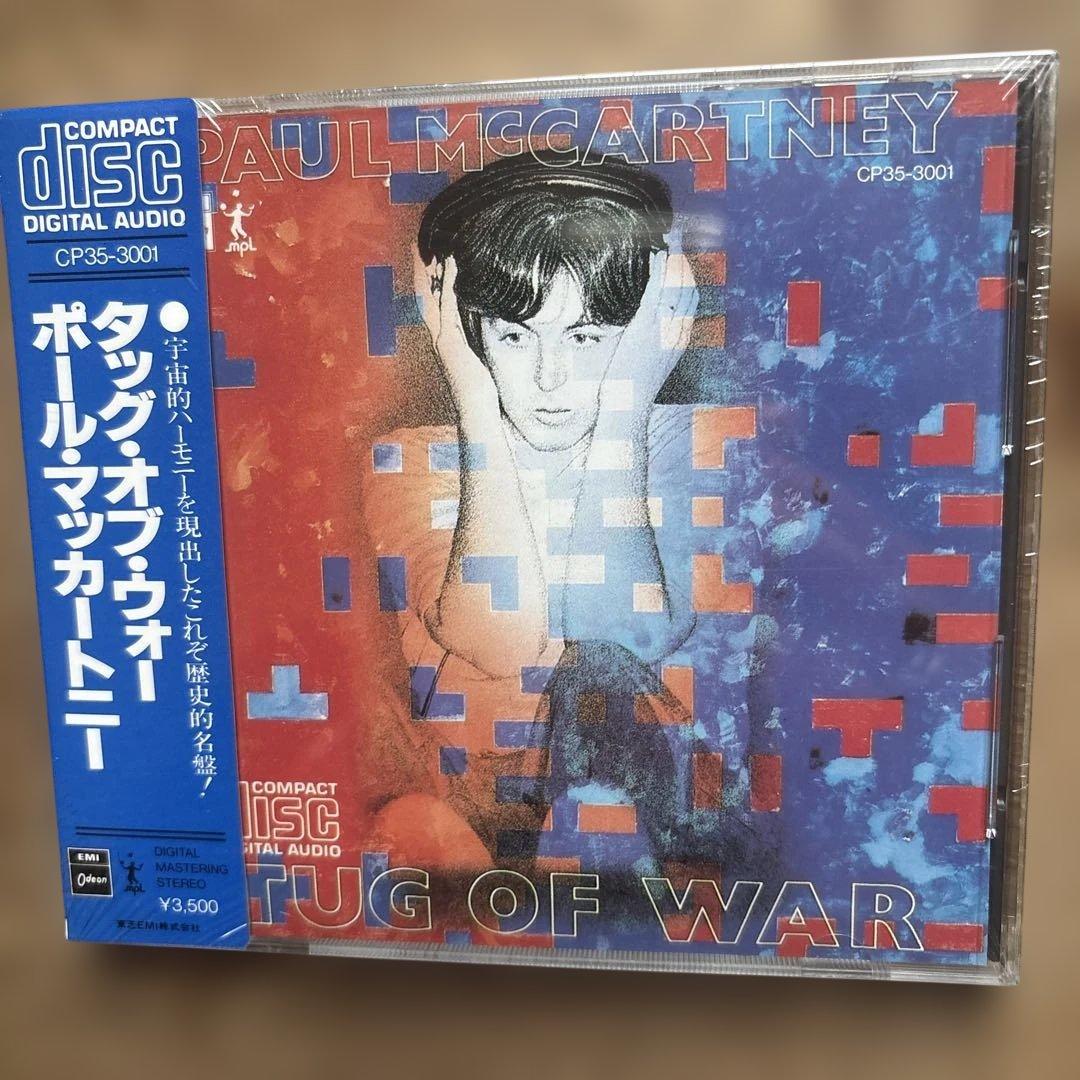 COMPACT
disc
DIGITAL AUDIO
CP35-3001
●宇宙的ハーモニーを現出したこれぞ歴史的名盤!
タッグ・オブ・ウォー
ポール・マッカートニー
EMI
Odeon
mpL
DIGITAL
MASTERING
STEREO
¥3,500
東芝EMI株式会社
PAUL McCARTNEY
CP35-3001
mpL
COMPACT
disc
DIGITAL AUDIO
TUG OF WAR